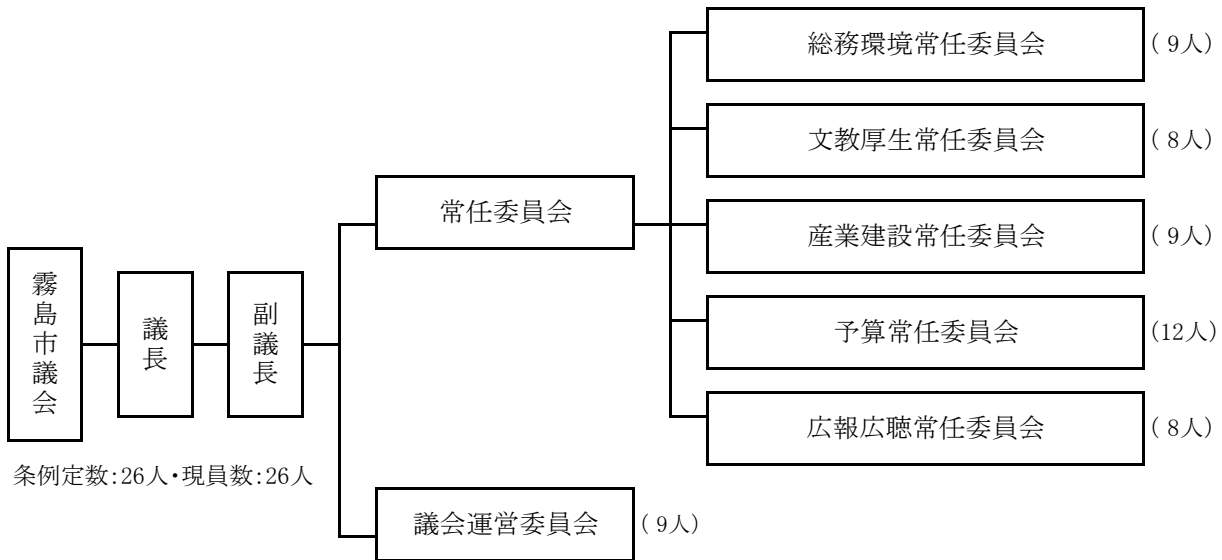 霧島市議会
議長
副議長
条例定数:26人・現員数:26人
常任委員会
総務環境常任委員会 ( 9人)
文教厚生常任委員会 ( 8人)
産業建設常任委員会 ( 9人)
予算常任委員会 (12人)
広報広聴常任委員会 ( 8人)
議会運営委員会 ( 9人)